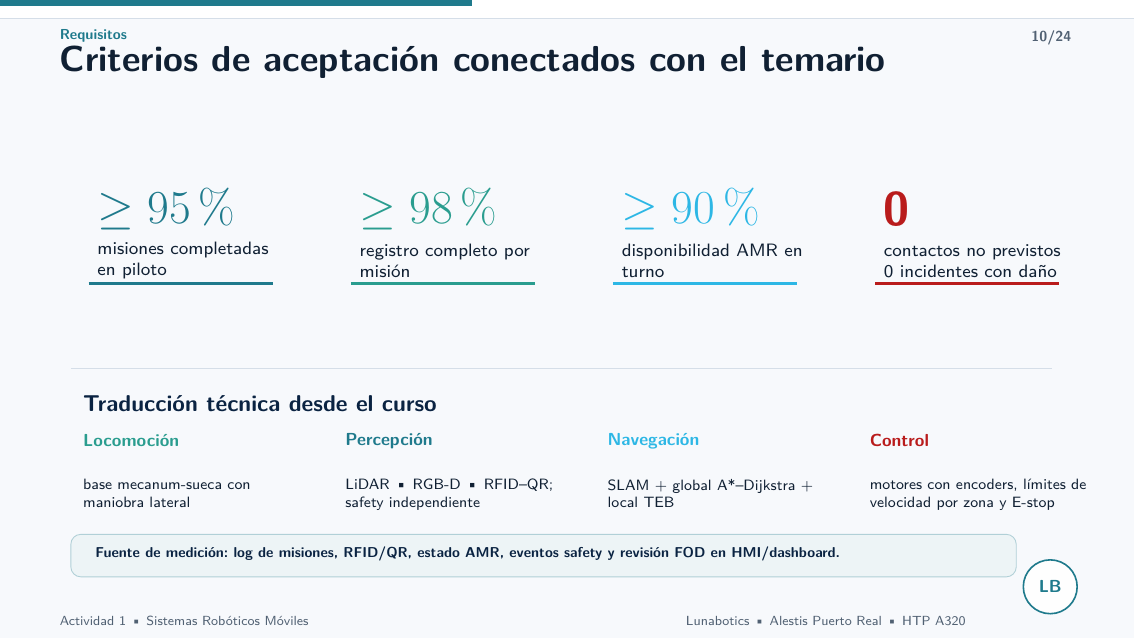 Requisitos
10/24
Criterios de aceptación conectados con el temario
≥ 95 %
misiones completadas
en piloto
≥ 98 %
registro completo por
misión
≥ 90 %
disponibilidad AMR en
turno
0
contactos no previstos
0 incidentes con daño
Traducción técnica desde el curso
Locomoción
base mecanum-sueca con
maniobra lateral
Percepción
LiDAR ▪ RGB-D ▪ RFID–QR;
safety independiente
Navegación
SLAM + global A*–Dijkstra +
local TEB
Control
motores con encoders, límites de
velocidad por zona y E-stop
Fuente de medición: log de misiones, RFID/QR, estado AMR, eventos safety y revisión FOD en HMI/dashboard.
LB
Actividad 1 ▪ Sistemas Robóticos Móviles
Lunabotics ▪ Alestis Puerto Real ▪ HTP A320